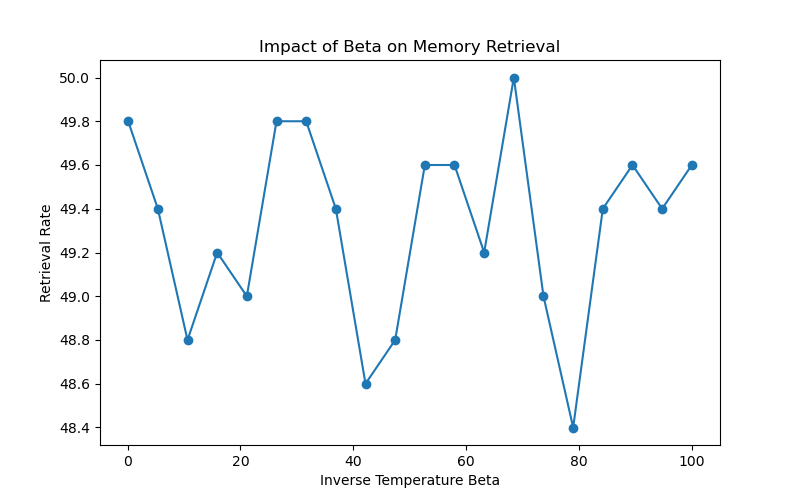 Impact of Beta on Memory Retrieval
50.0
49.8
49.6
49.4
49.2
49.0
48.8
48.6
48.4
Retrieval Rate
0 20 40 60 80 100
Inverse Temperature Beta